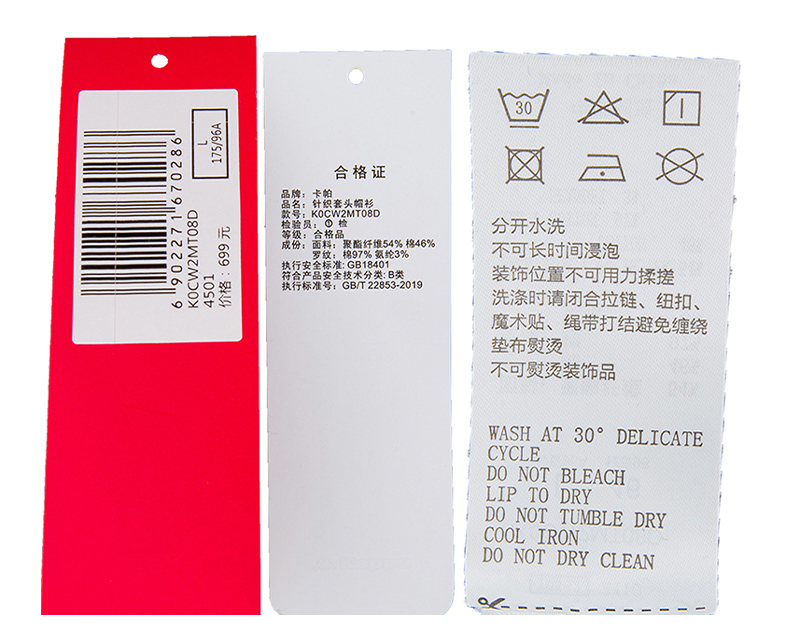 L
175/96A
6 902271 670286
K0CW2MT08D
4501
价格：699 元
合格证
品牌：卡帕
品名：针织套头帽衫
款号：K0CW2MT08D
检验员：① 检
等级：合格品
成份：面料：聚酯纤维54% 棉46%
罗纹：棉97% 氨纶3%
执行安全标准：GB18401
符合产品安全技术分类：B类
执行标准号：GB/T 22853-2019
30
分开水洗
不可长时间浸泡
装饰位置不可用力揉搓
洗涤时请闭合拉链、纽扣、
魔术贴、绳带打结避免缠绕
垫布熨烫
不可熨烫装饰品
WASH AT 30° DELICATE
CYCLE
DO NOT BLEACH
LIP TO DRY
DO NOT TUMBLE DRY
COOL IRON
DO NOT DRY CLEAN